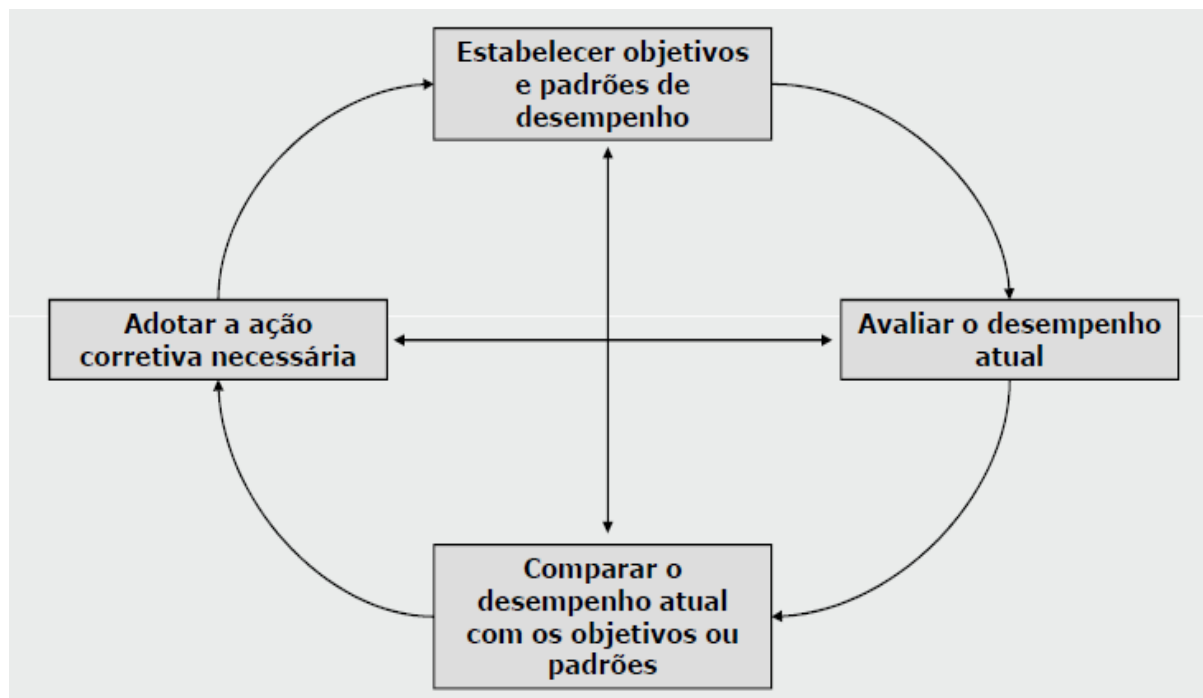 Estabelecer objetivos
e padrões de
desempenho
Adotar a ação
corretiva necessária
Avaliar o desempenho
atual
Comparar o
desempenho atual
com os objetivos ou
padrões